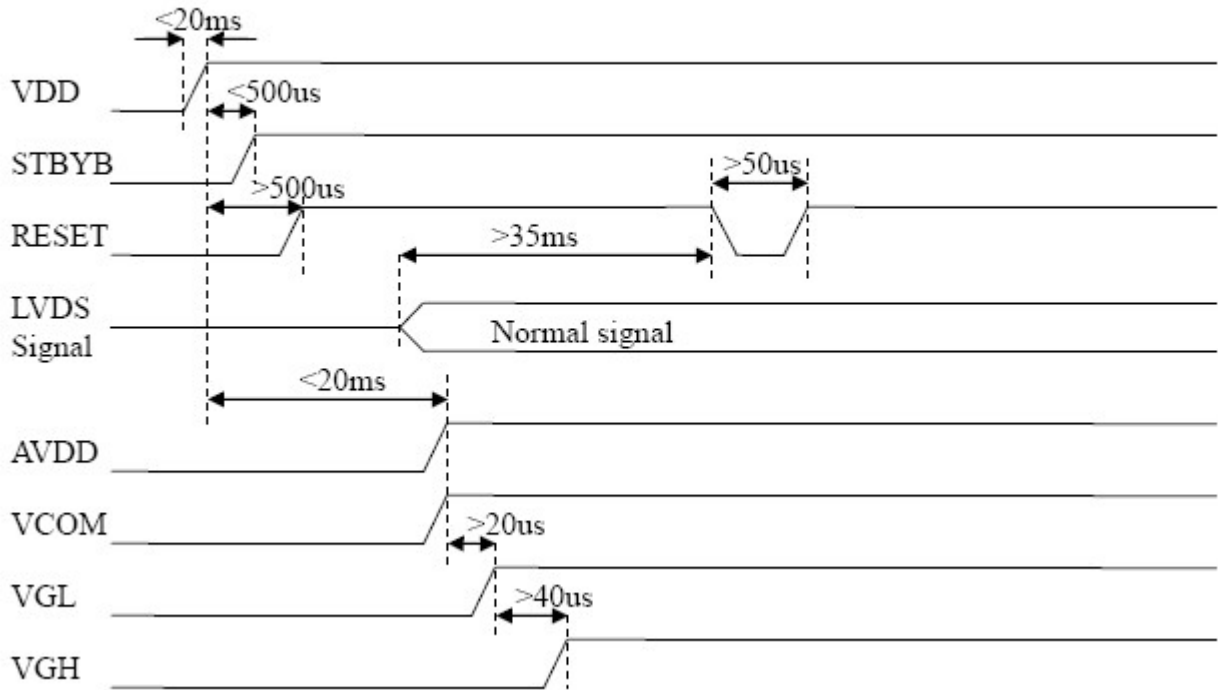 <20ms
VDD
<500us
STBYB
>50us
>500us
RESET
>35ms
LVDS
Signal
Normal signal
<20ms
AVDD
VCOM
>20us
VGL
>40us
VGH